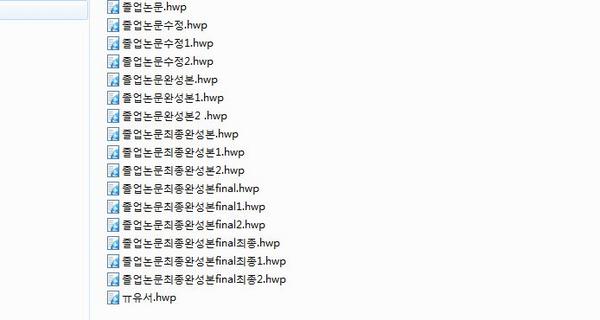 졸업논문.hwp
졸업논문수정.hwp
졸업논문수정1.hwp
졸업논문수정2.hwp
졸업논문완성본.hwp
졸업논문완성본1.hwp
졸업논문완성본2 .hwp
졸업논문최종완성본.hwp
졸업논문최종완성본1.hwp
졸업논문최종완성본2.hwp
졸업논문최종완성본final.hwp
졸업논문최종완성본final1.hwp
졸업논문최종완성본final2.hwp
졸업논문최종완성본final최종.hwp
졸업논문최종완성본final최종1.hwp
졸업논문최종완성본final최종2.hwp
ㅠ유서.hwp